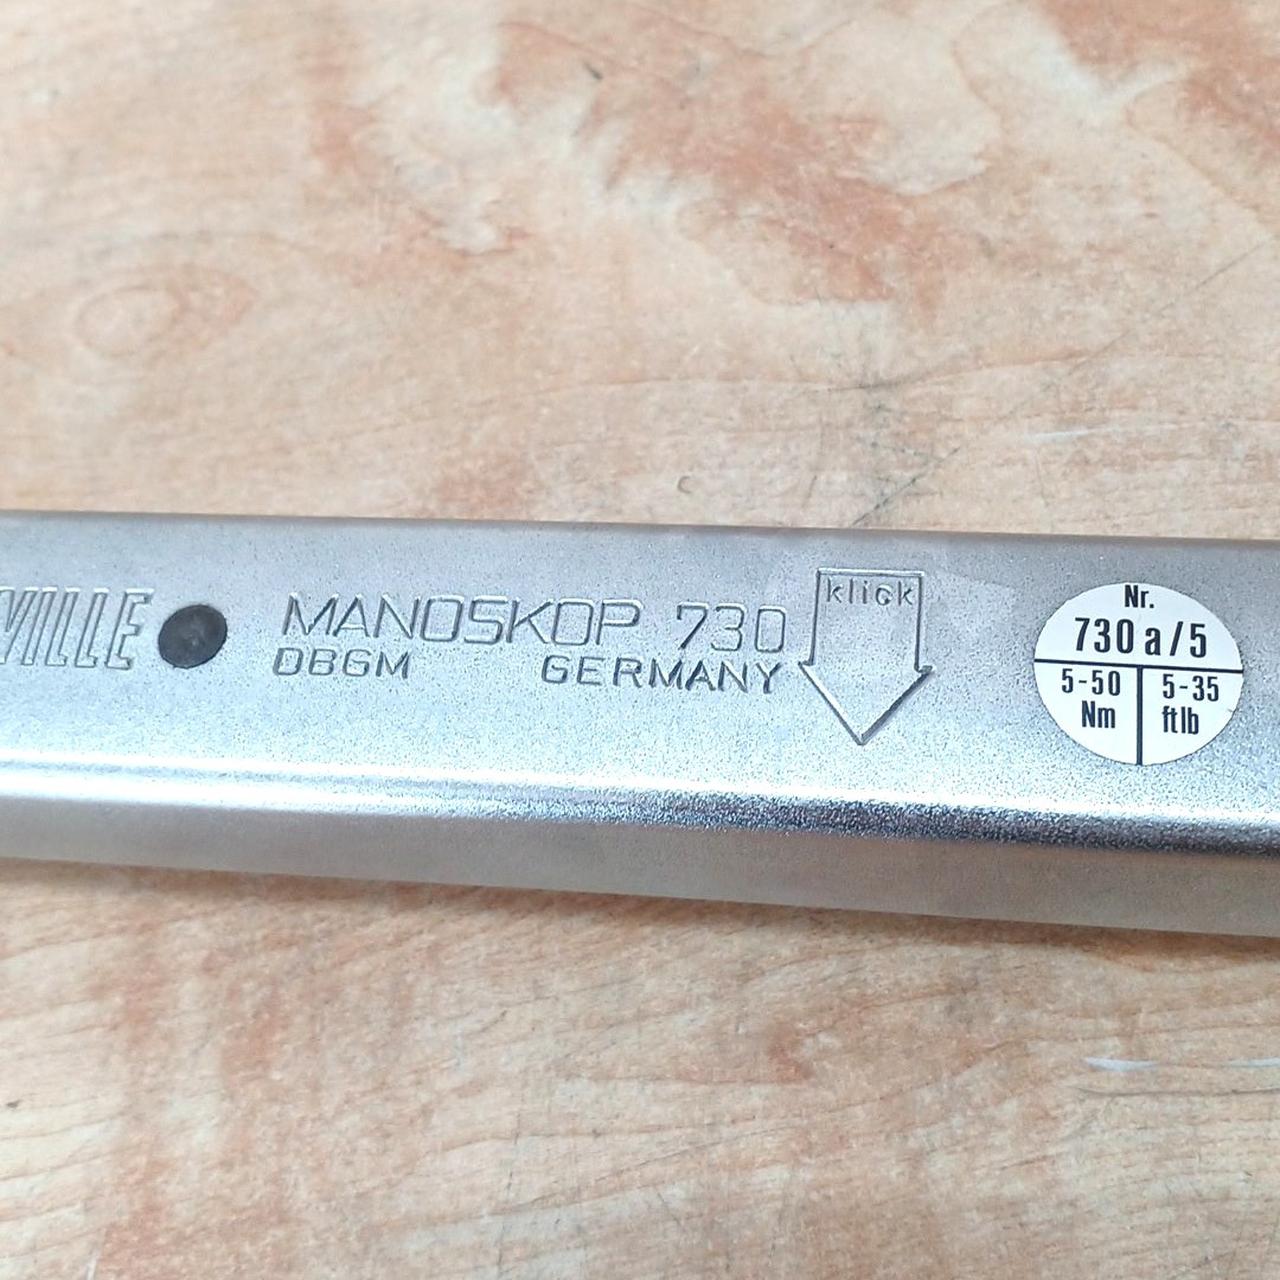 VILLE
MANOSKOP 730
DBGM GERMANY
klick
Nr.
730 a/5
5-50 Nm
5-35 ftlb